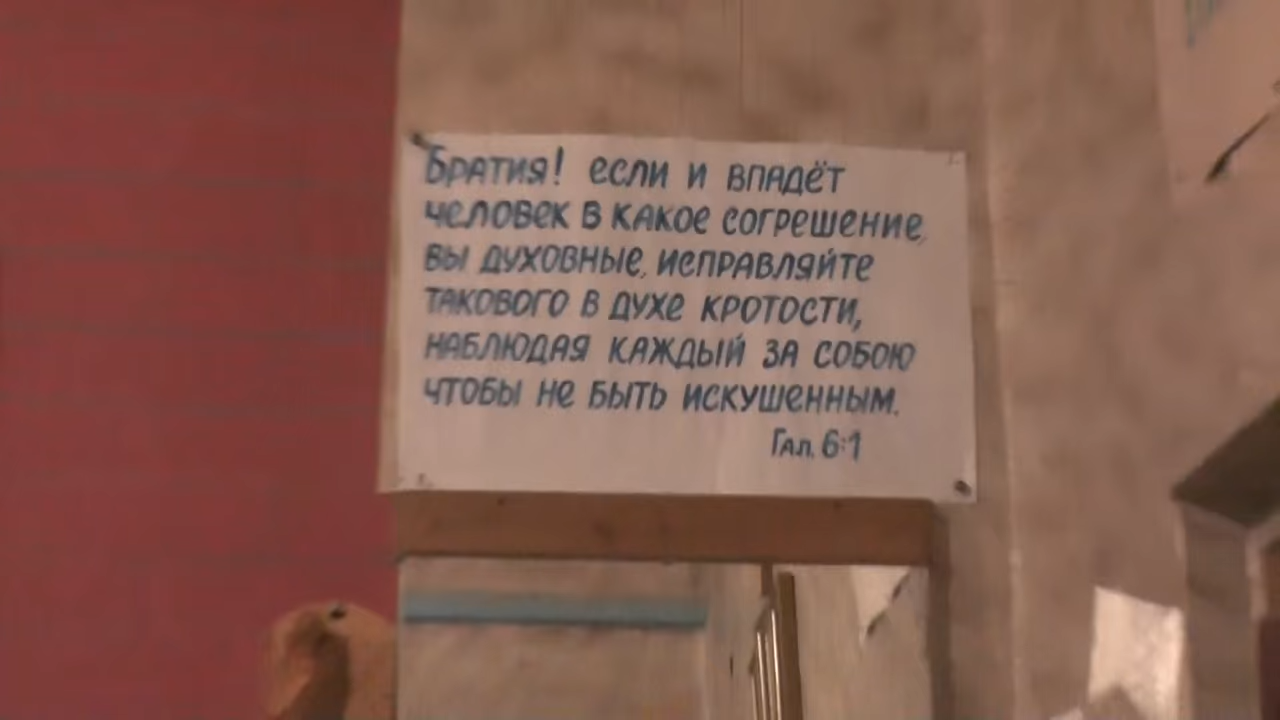 Братия! если и впадёт
человек в какое согрешение,
вы духовные, исправляйте
такового в духе кротости,
наблюдая каждый за собою
чтобы не быть искушенным.
Гал. 6:1